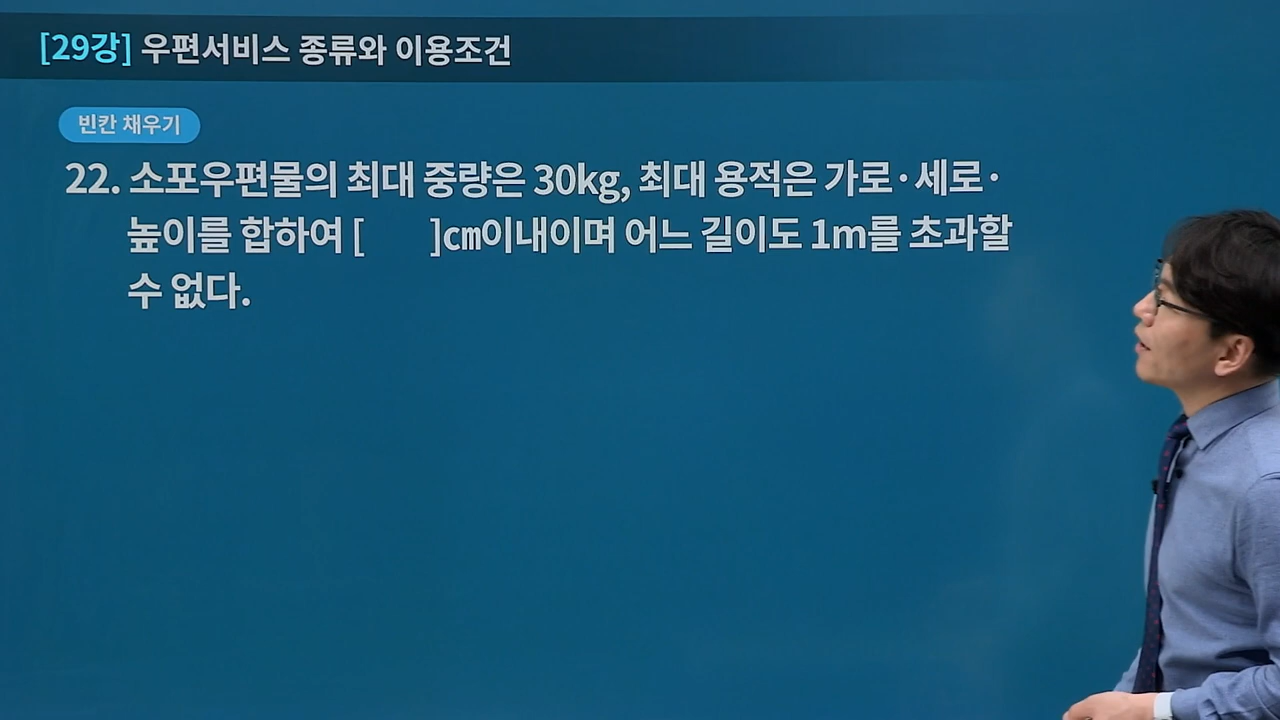 [29강] 우편서비스 종류와 이용조건
빈칸 채우기
22. 소포우편물의 최대 중량은 30kg, 최대 용적은 가로·세로·
높이를 합하여 [ ]㎝이내이며 어느 길이도 1m를 초과할
수 없다.